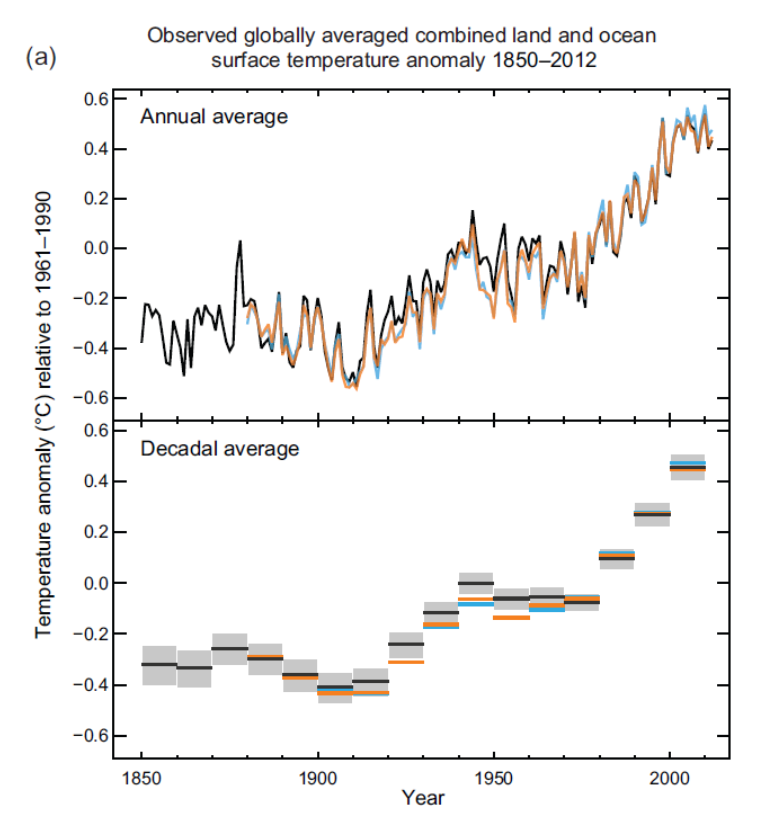 (a)
Observed globally averaged combined land and ocean
surface temperature anomaly 1850–2012
Temperature anomaly (°C) relative to 1961–1990
Annual average
0.6
0.4
0.2
0.0
−0.2
−0.4
−0.6
Decadal average
0.6
0.4
0.2
0.0
−0.2
−0.4
−0.6
1850 1900 1950 2000
Year